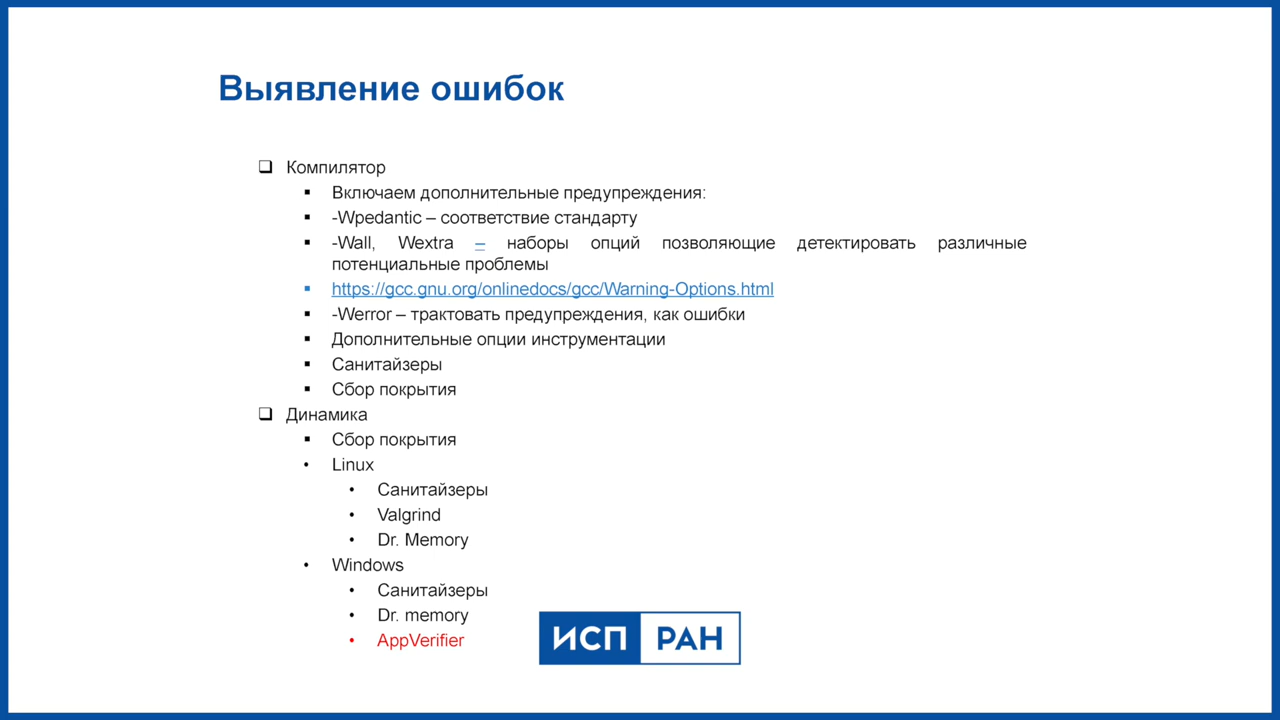 Выявление ошибок
Компилятор
Включаем дополнительные предупреждения:
-Wpedantic – соответствие стандарту
-Wall, Wextra – наборы опций позволяющие детектировать различные
потенциальные проблемы
https://gcc.gnu.org/onlinedocs/gcc/Warning-Options.html
-Werror – трактовать предупреждения, как ошибки
Дополнительные опции инструментации
Санитайзеры
Сбор покрытия
Динамика
Сбор покрытия
Linux
Санитайзеры
Valgrind
Dr. Memory
Windows
Санитайзеры
Dr. memory
AppVerifier
ИСП РАН